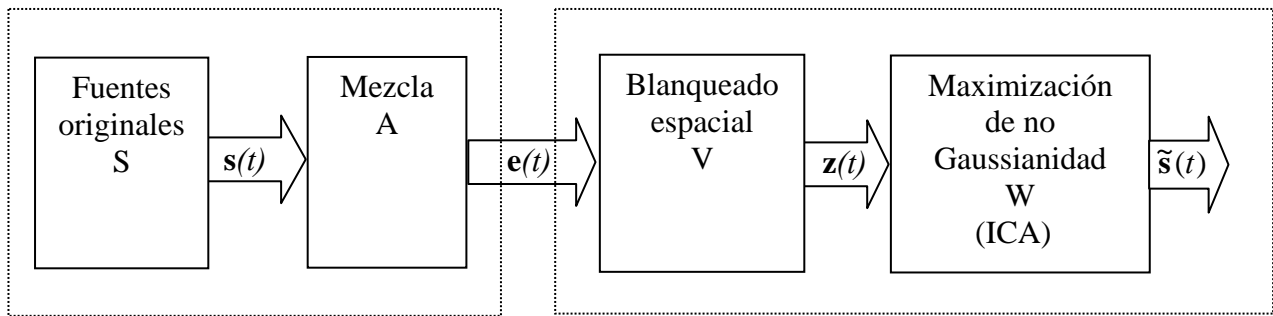 Fuentes
originales
S
s(t)
Mezcla
A
e(t)
Blanqueado
espacial
V
z(t)
Maximización
de no
Gaussianidad
W
(ICA)
s̃(t)